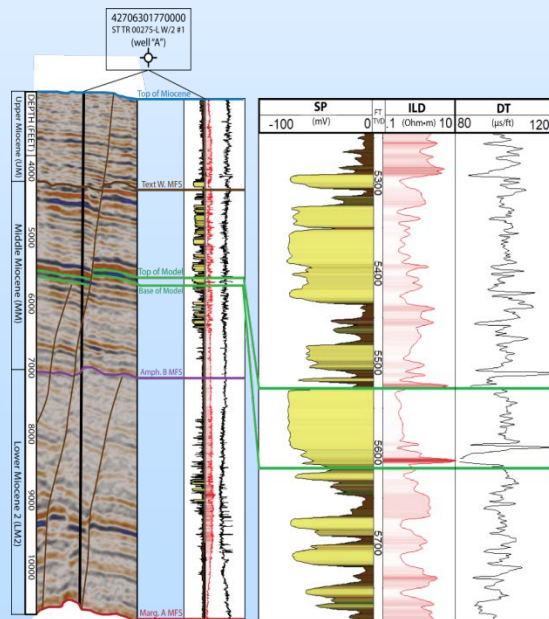 42706301770000
ST TR 00275-L W/2 #1
(well "A")
Top of Miocene
Upper Miocene (UM)
DEPTH (FEET)
4000
Text W. MFS
Middle Miocene (MM)
5000
Top of Model
Base of Model
6000
7000
Amph. B MFS
Lower Miocene 2 (LM2)
8000
9000
10000
Marg. A MFS
SP
FT
TVD
ILD
DT
-100 (mV) 0
.1 (Ohm•m) 10
80 (µs/ft) 120
5300
5400
5500
5600
5700